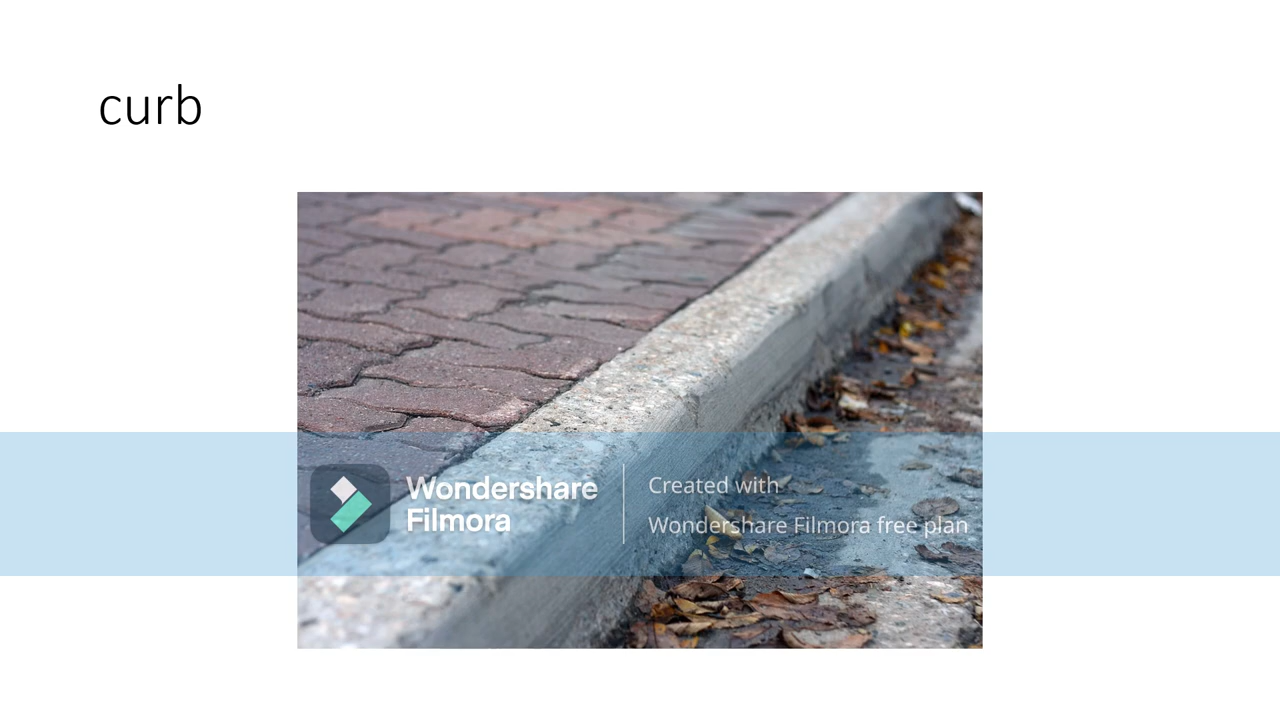 curb
Wondershare
Filmora
Created with
Wondershare Filmora free plan